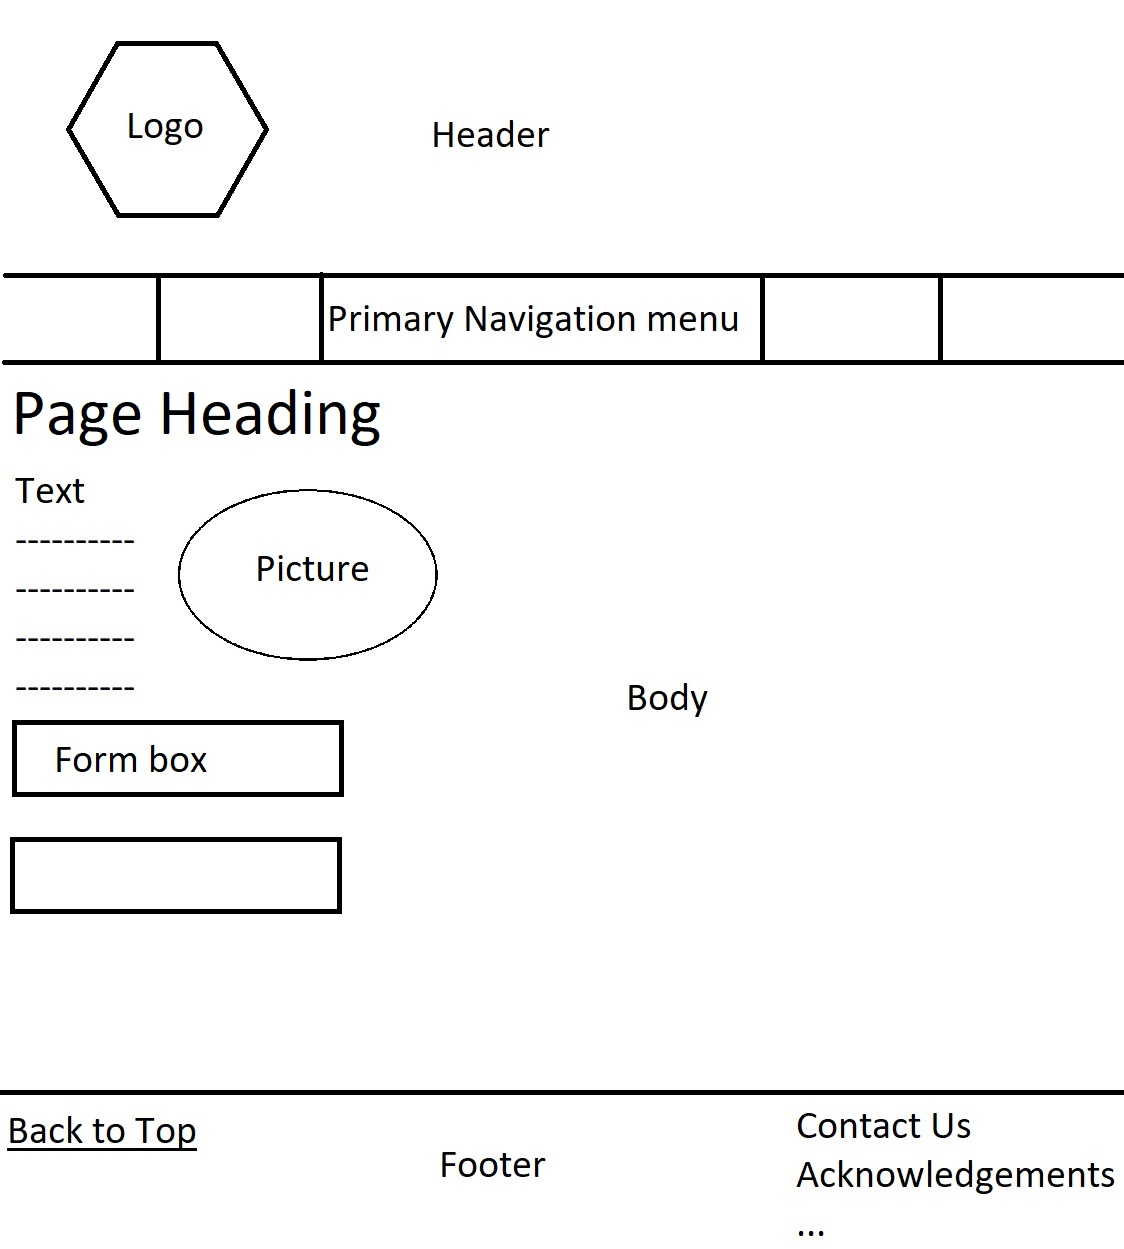 Logo
Header
Primary Navigation menu
Page Heading
Text
----------
----------
----------
----------
Picture
Body
Form box
Back to Top
Footer
Contact Us
Acknowledgements
...